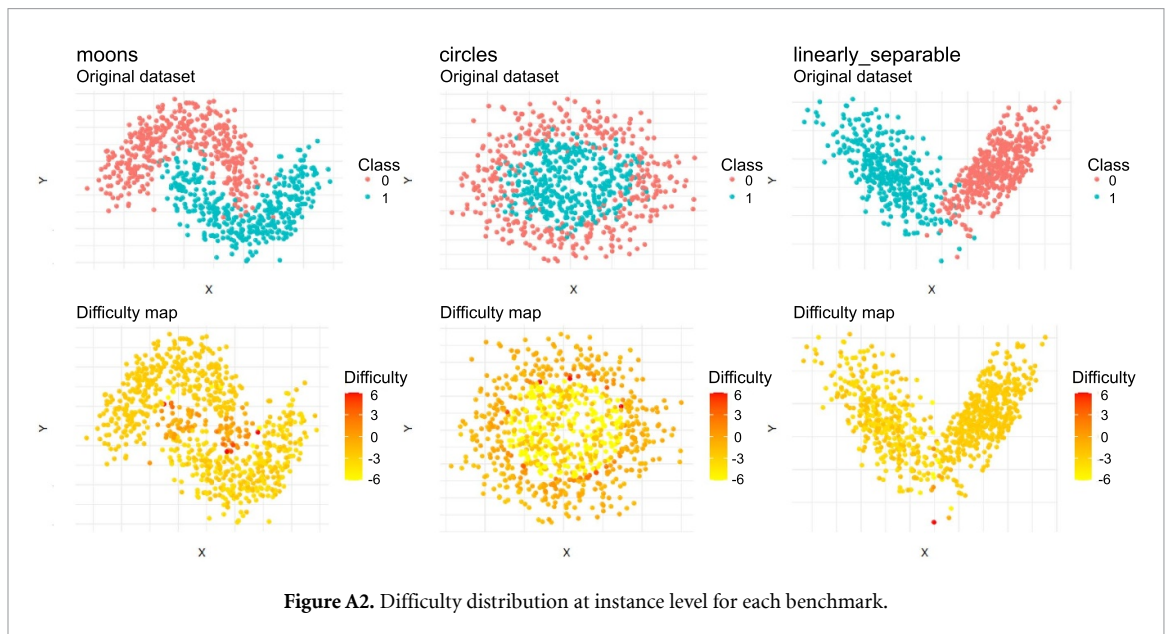 moons
Original dataset
Y
X
Class
0
1
circles
Original dataset
Y
X
Class
0
1
linearly_separable
Original dataset
Y
X
Class
0
1
Difficulty map
Y
X
Difficulty
6
3
0
-3
-6
Difficulty map
Y
X
Difficulty
6
3
0
-3
-6
Difficulty map
Y
X
Difficulty
6
3
0
-3
-6
Figure A2. Difficulty distribution at instance level for each benchmark.